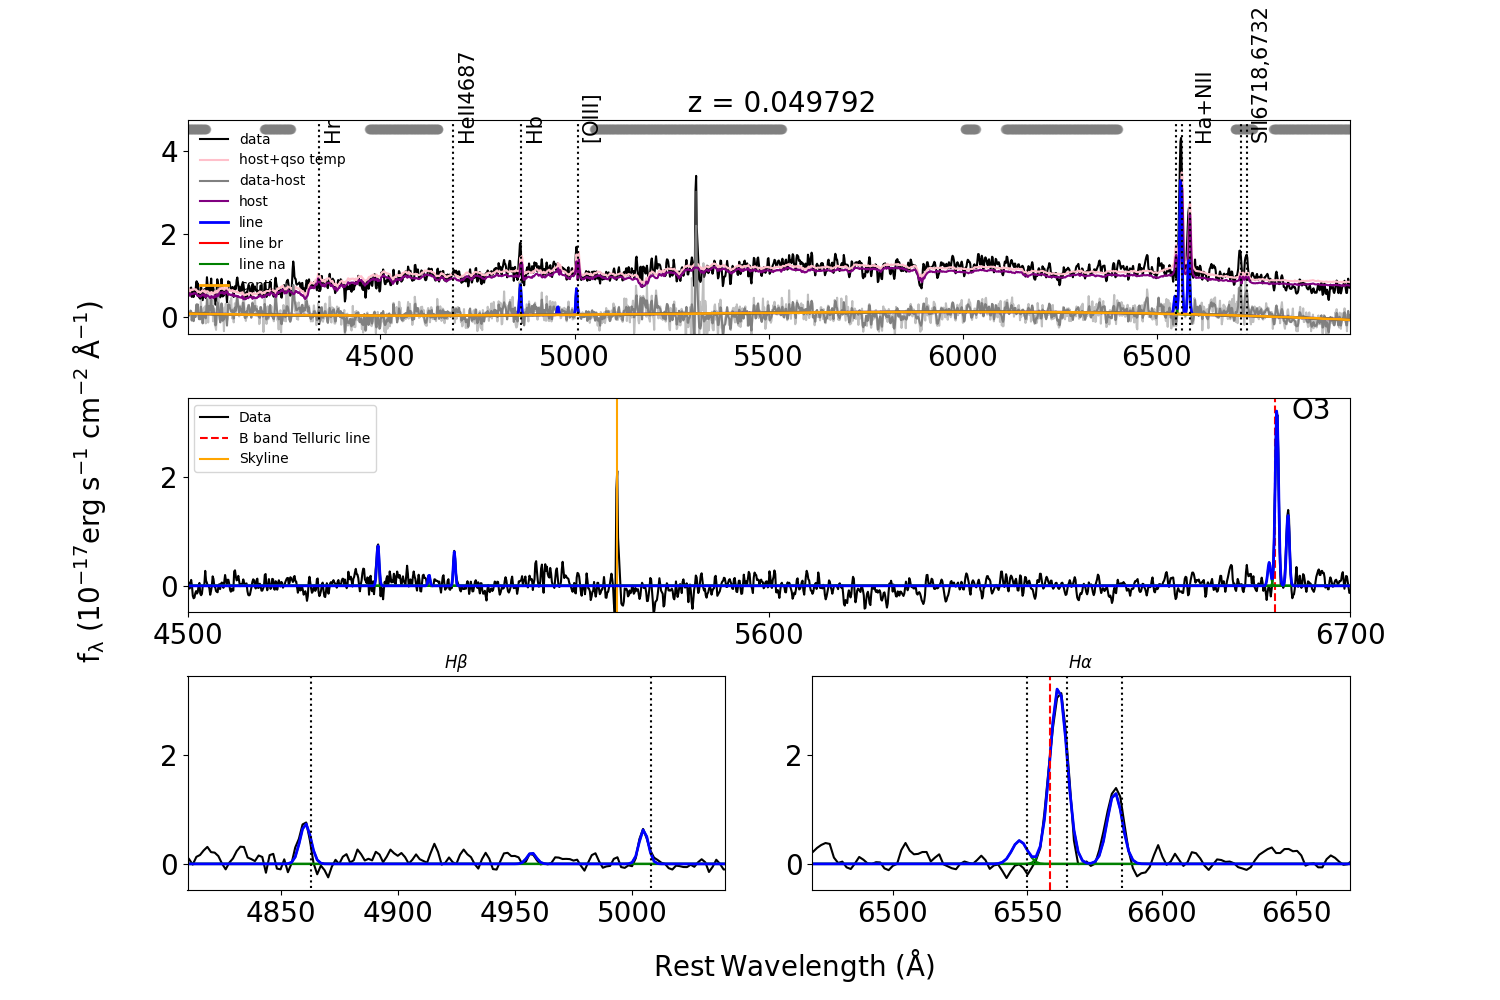 z = 0.049792
Hr
HeII4687
Hb
[OIII]
Ha+NII
SII6718,6732
data
host+qso temp
data-host
host
line
line br
line na
4
2
0
4500
5000
5500
6000
6500
Data
B band Telluric line
Skyline
O3
2
0
4500
5600
6700
fλ (10⁻¹⁷erg s⁻¹ cm⁻² Å⁻¹)
Hβ
2
0
4850
4900
4950
5000
Hα
2
0
6500
6550
6600
6650
Rest Wavelength (Å)